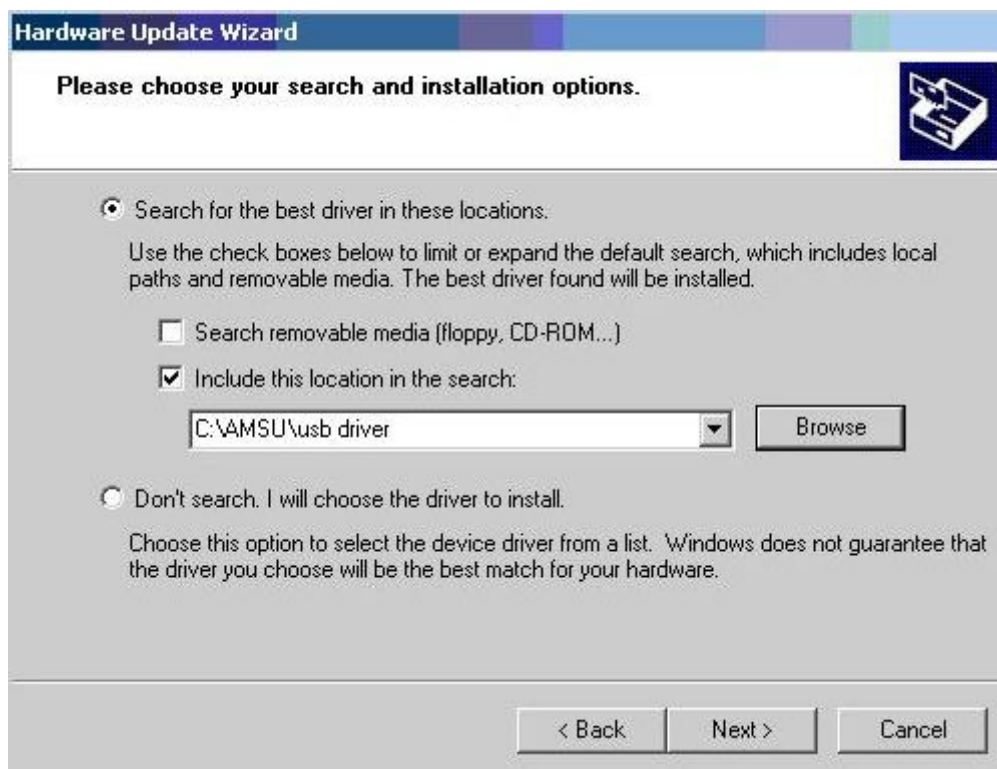 Hardware Update Wizard
Please choose your search and installation options.
Search for the best driver in these locations.
Use the check boxes below to limit or expand the default search, which includes local
paths and removable media. The best driver found will be installed.
Search removable media (floppy, CD-ROM...)
Include this location in the search:
C:\AMSU\usb driver
Browse
Don't search. I will choose the driver to install.
Choose this option to select the device driver from a list.  Windows does not guarantee that
the driver you choose will be the best match for your hardware.
< Back
Next >
Cancel